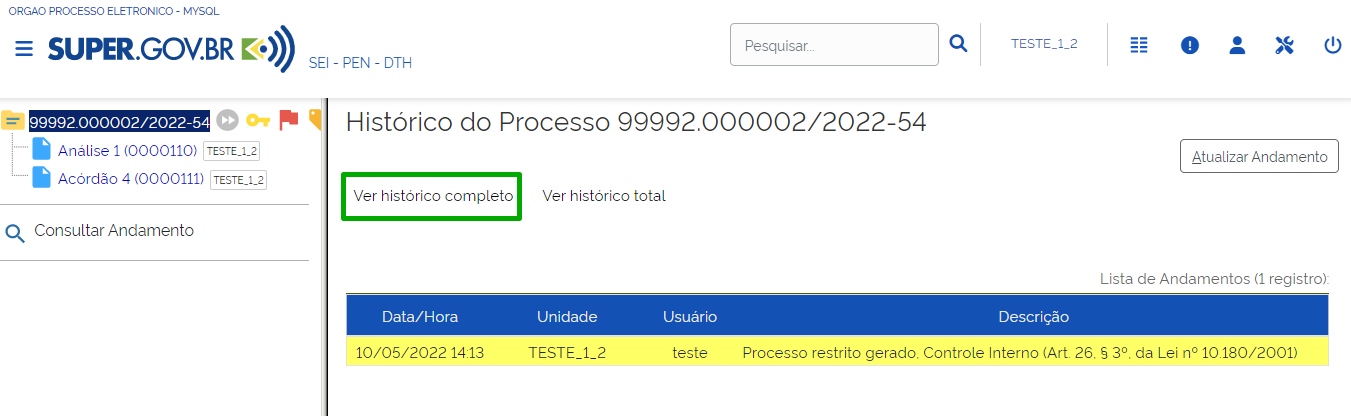 ORGAO PROCESSO ELETRONICO - MYSQL
SUPER.GOV.BR
SEI - PEN - DTH
Pesquisar...
TESTE_1_2
99992.000002/2022-54
Análise 1 (0000110) TESTE_1_2
Acórdão 4 (0000111) TESTE_1_2
Consultar Andamento
Histórico do Processo 99992.000002/2022-54
Atualizar Andamento
Ver histórico completo Ver histórico total
Lista de Andamentos (1 registro):
Data/Hora Unidade Usuário Descrição
10/05/2022 14:13 TESTE_1_2 teste Processo restrito gerado, Controle Interno (Art. 26, § 3º, da Lei nº 10.180/2001)